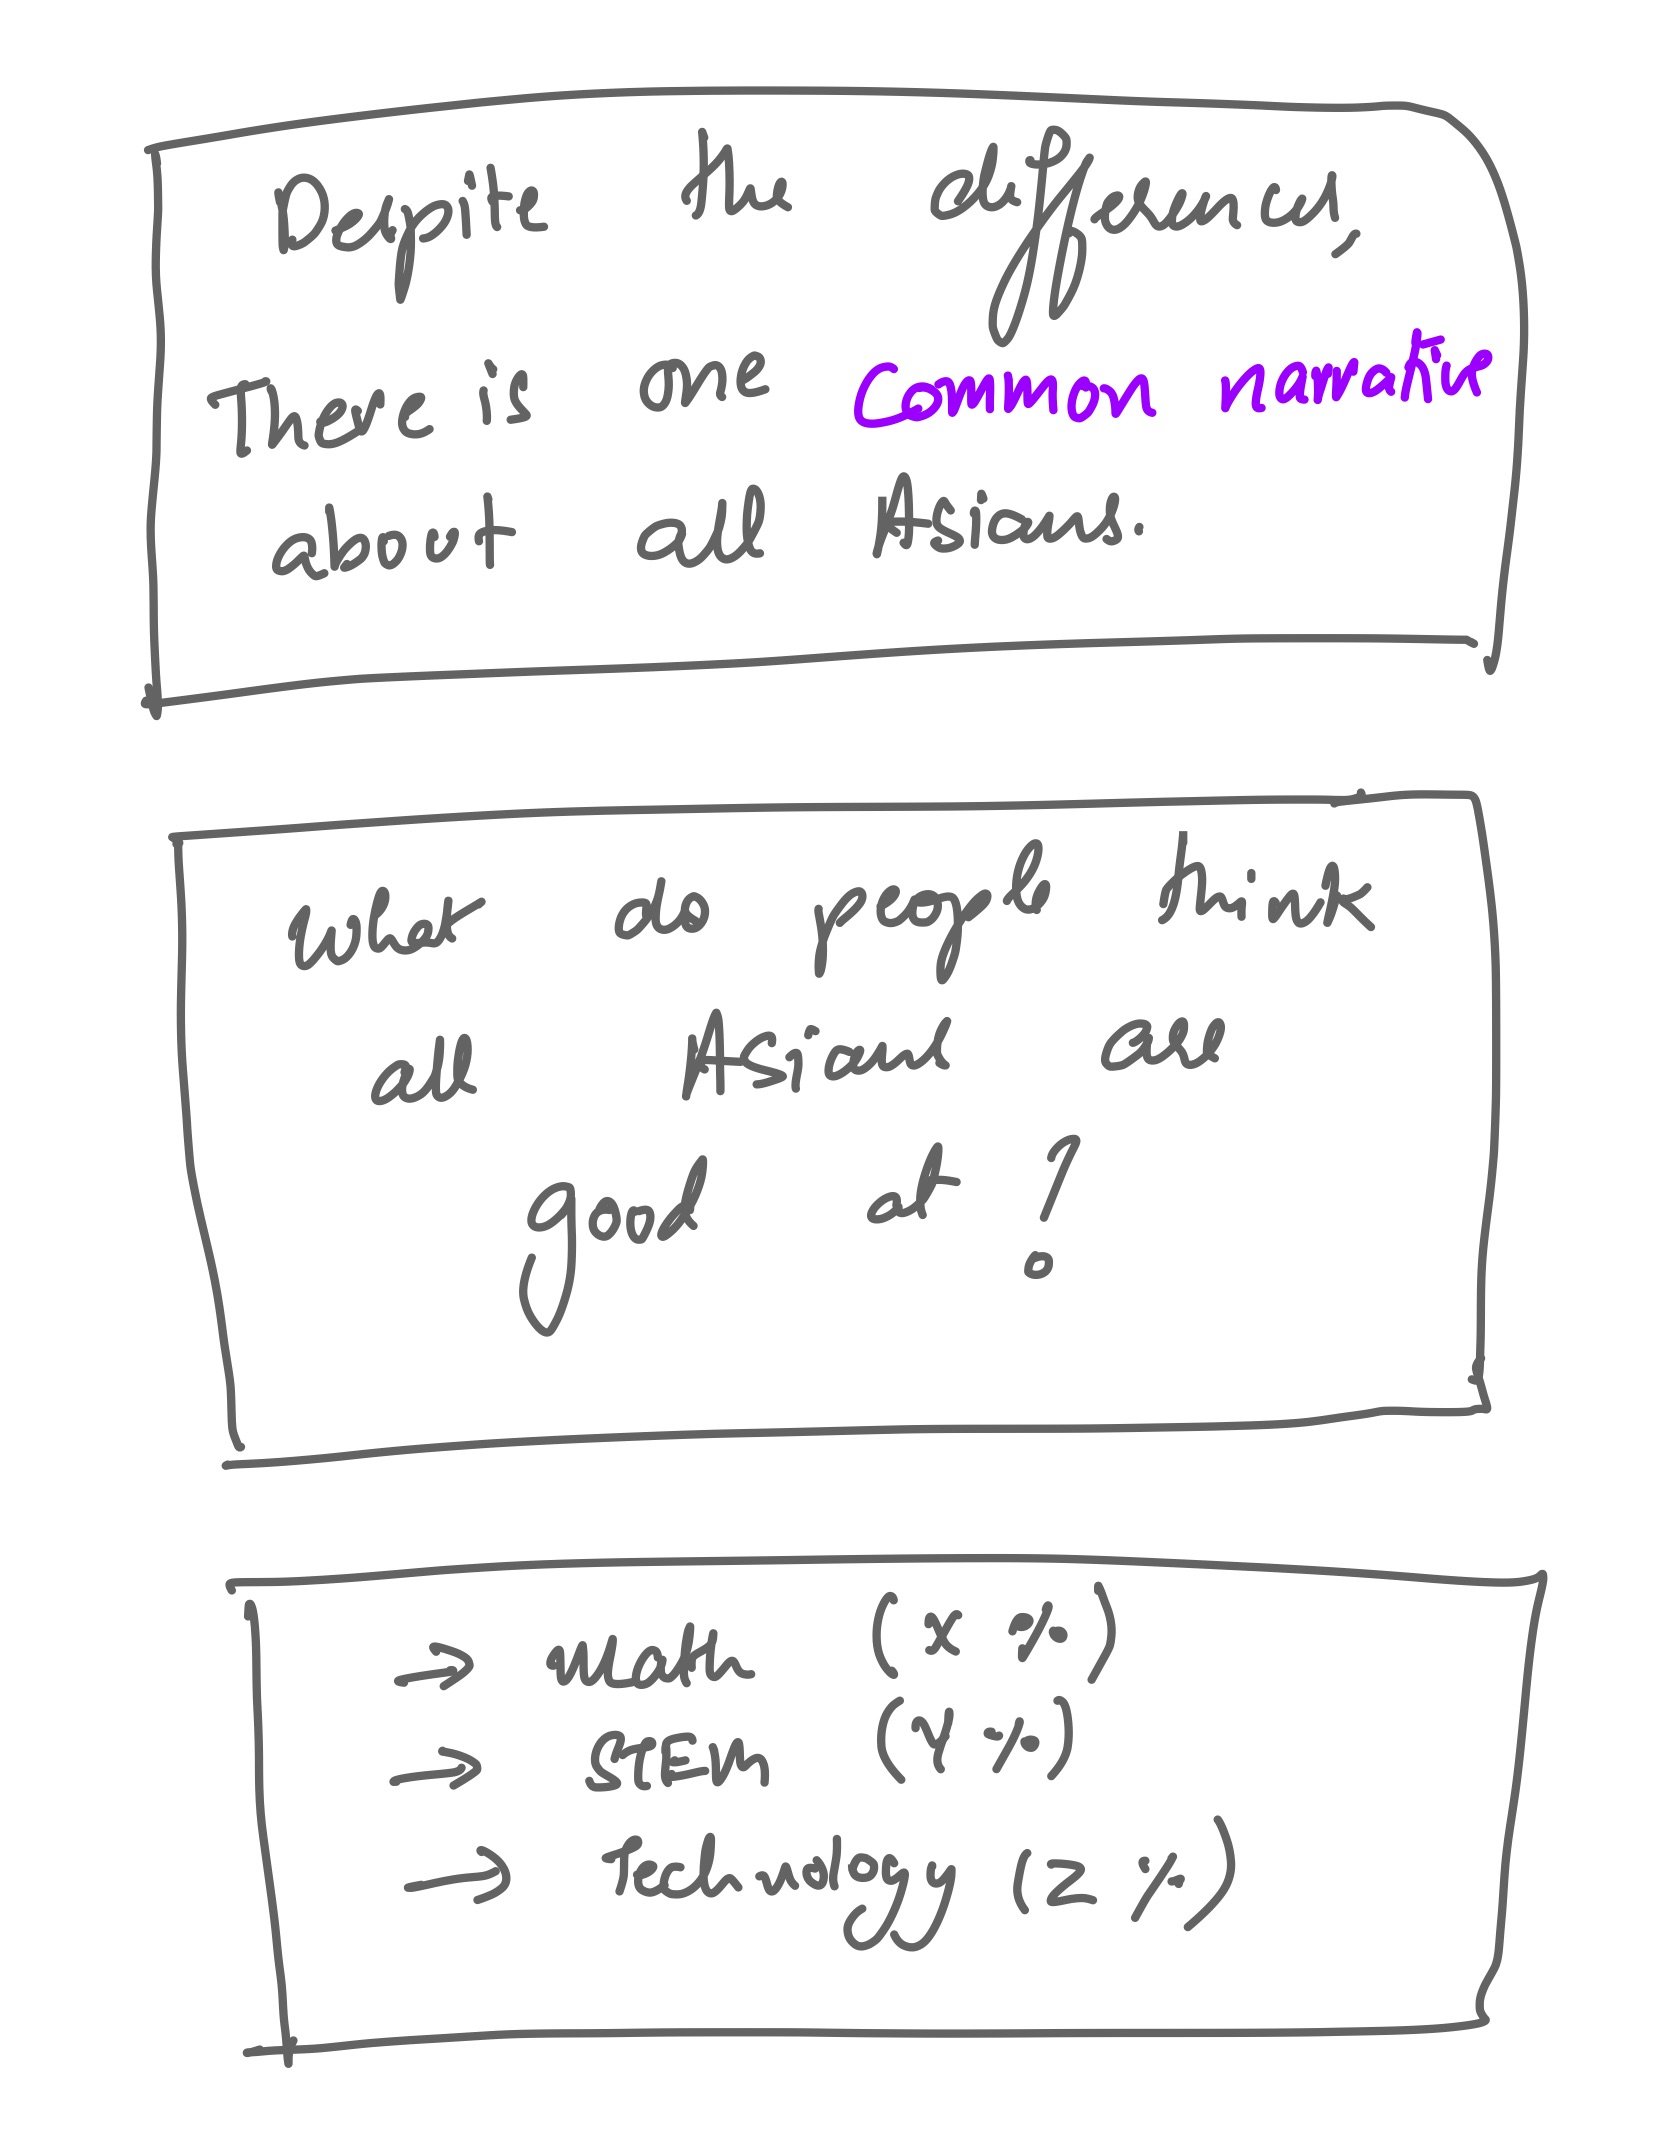 Despite the differences,
There is one Common narrative
about all Asians.
What do people think
all Asians are
good at?
→ Math (X %)
→ STEM (Y %)
→ Technology (Z %)